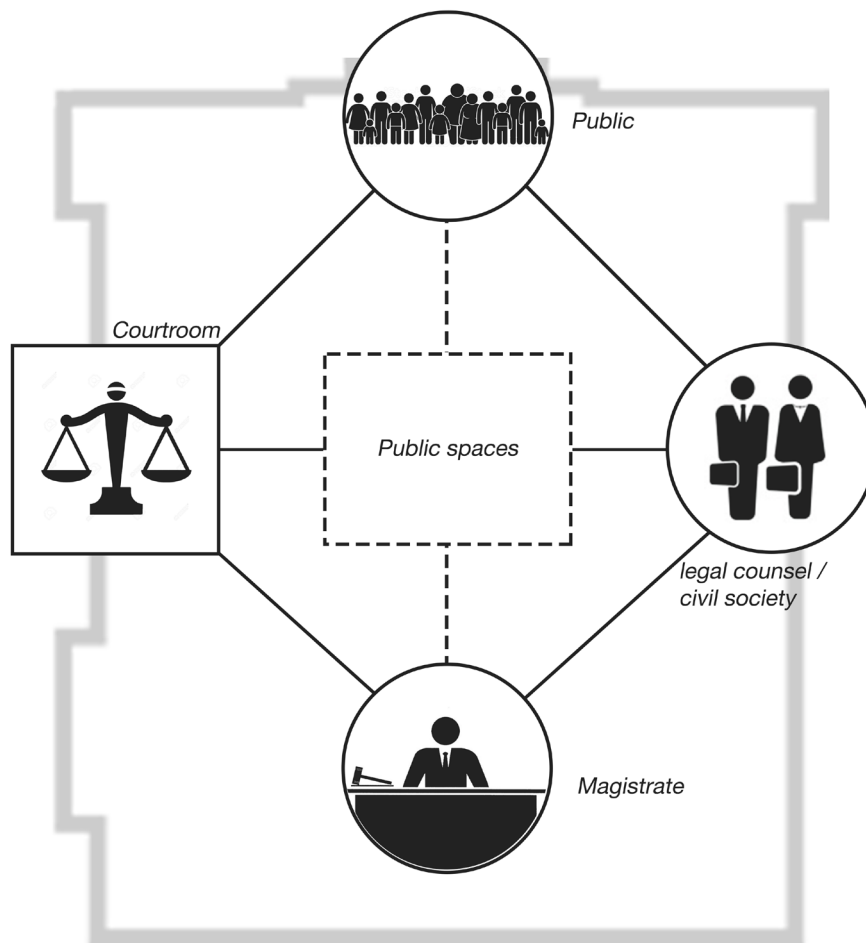 Public
Courtroom
Public spaces
legal counsel /
civil society
Magistrate